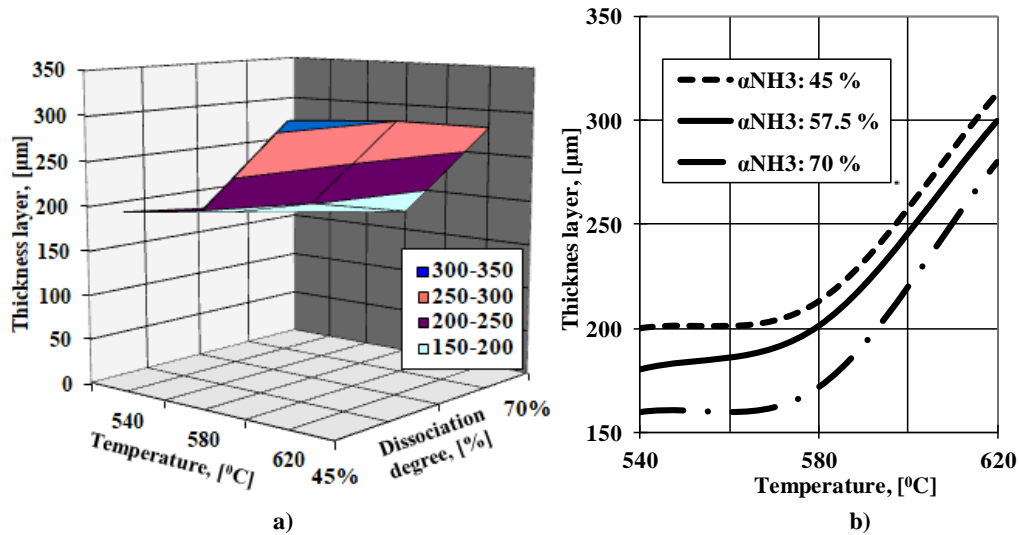 350
300
250
200
150
100
50
0
Thickness layer, [μm]
300-350
250-300
200-250
150-200
540
580
620
Temperature, [⁰C]
45%
70%
Dissociation
degree, [%]
a)
350
300
250
200
150
Thicknes layer, [μm]
αNH3: 45 %
αNH3: 57.5 %
αNH3: 70 %
540
580
620
Temperature, [⁰C]
b)